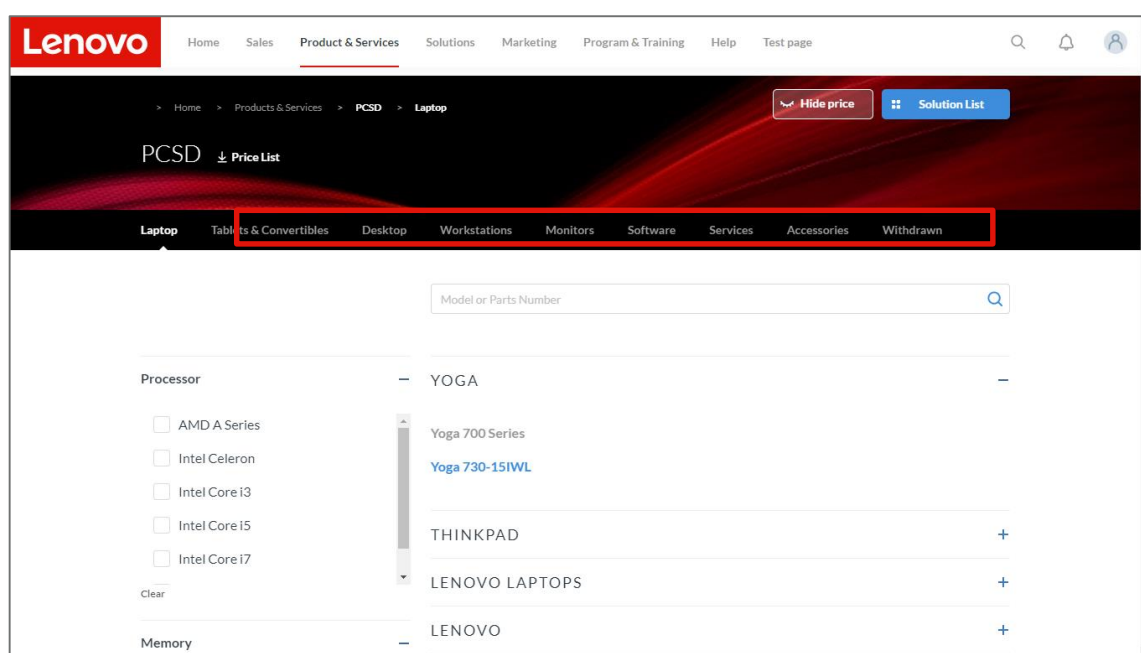 Lenovo Home Sales Product & Services Solutions Marketing Program & Training Help Test page
> Home > Products & Services > PCSD > Laptop Hide price Solution List
PCSD Price List
Laptop Tablets & Convertibles Desktop Workstations Monitors Software Services Accessories Withdrawn
Model or Parts Number
Processor
AMD A Series
Intel Celeron
Intel Core i3
Intel Core i5
Intel Core i7
Clear
Memory
YOGA
Yoga 700 Series
Yoga 730-15IWL
THINKPAD
LENOVO LAPTOPS
LENOVO